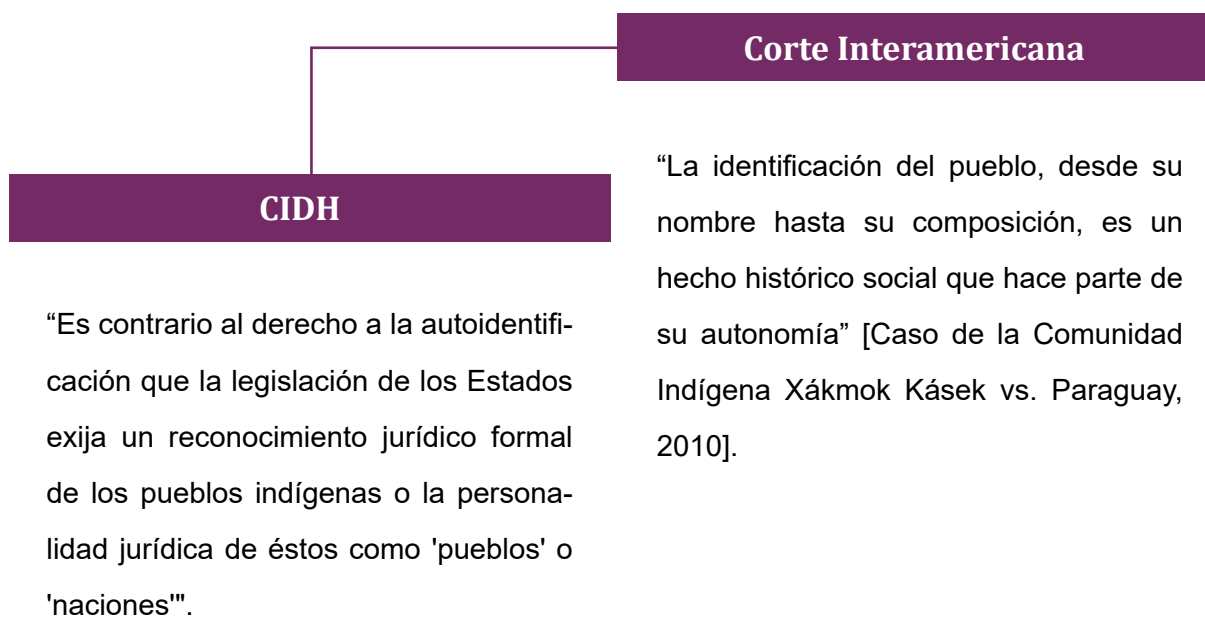 Corte Interamericana
“La identificación del pueblo, desde su
nombre hasta su composición, es un
hecho histórico social que hace parte de
su autonomía” [Caso de la Comunidad
Indígena Xákmok Kásek vs. Paraguay,
2010].
CIDH
“Es contrario al derecho a la autoidentifi-
cación que la legislación de los Estados
exija un reconocimiento jurídico formal
de los pueblos indígenas o la persona-
lidad jurídica de éstos como 'pueblos' o
'naciones'".